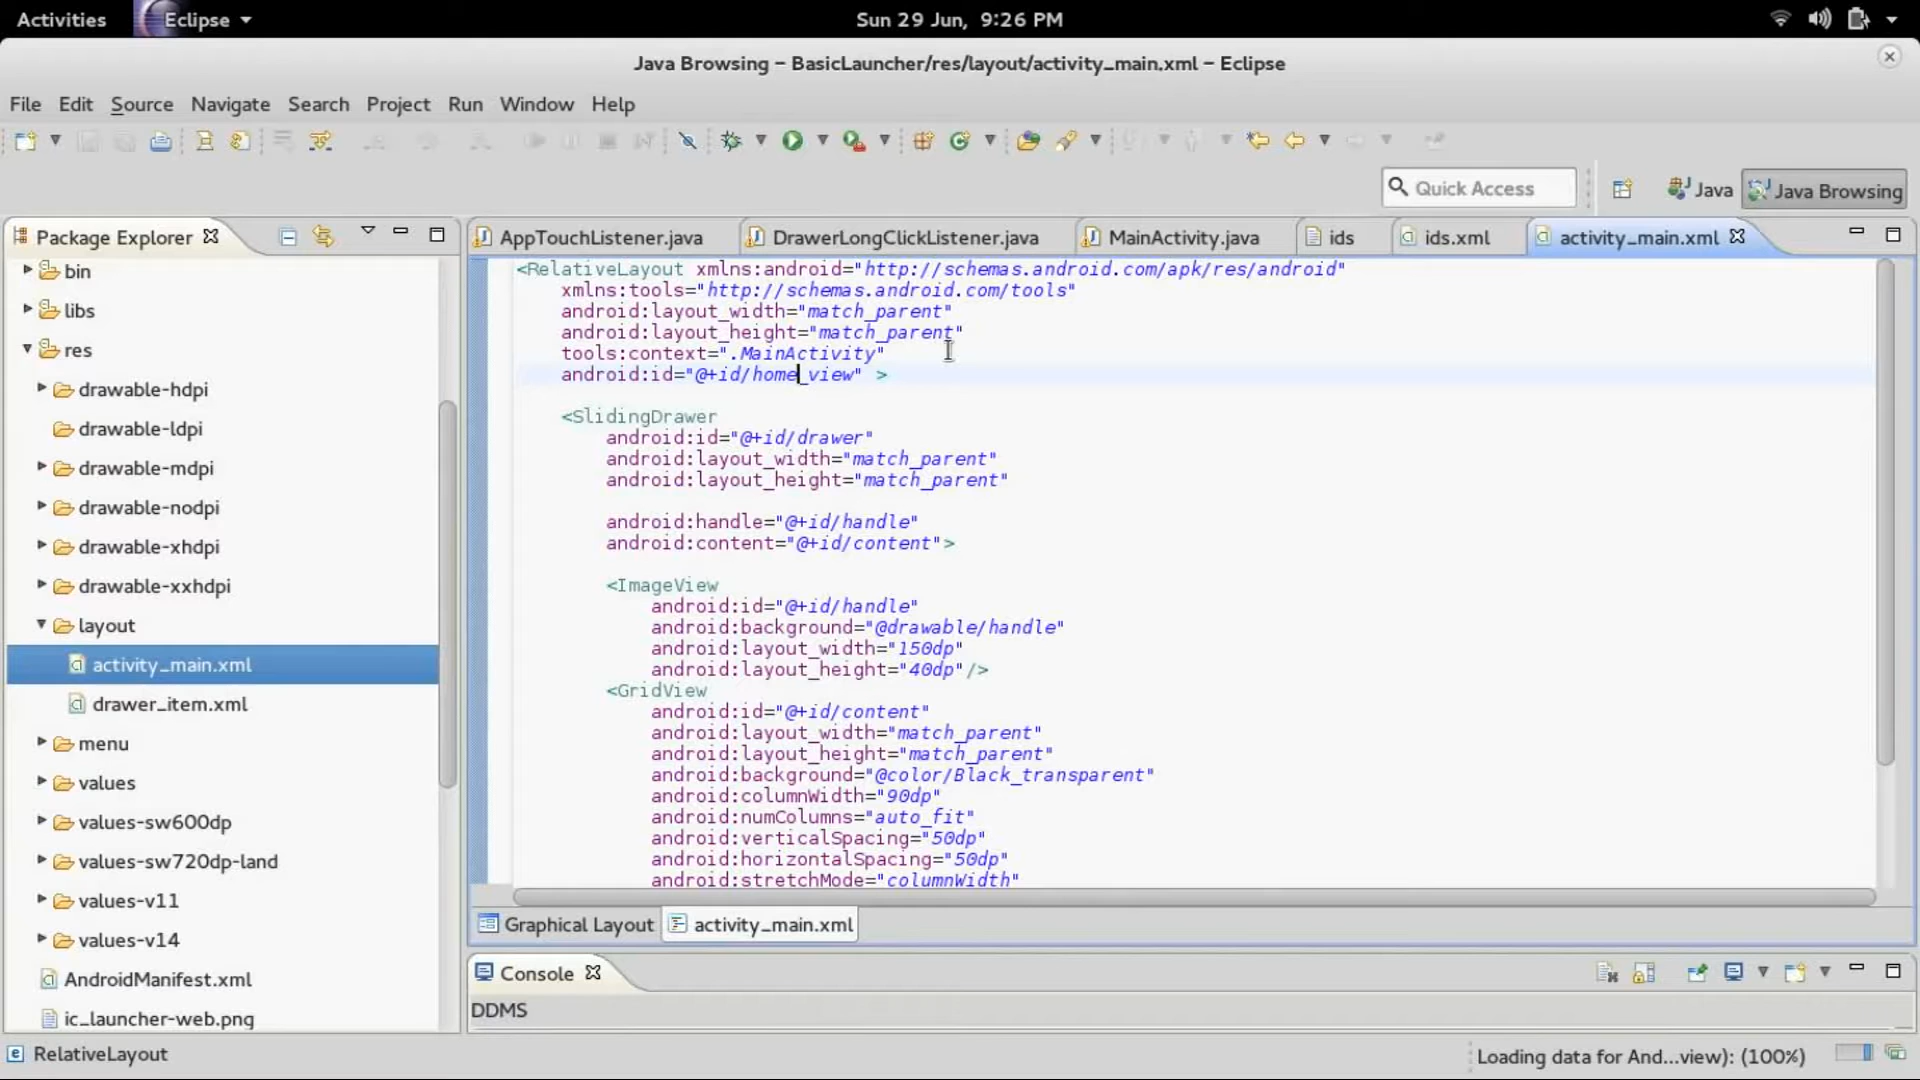 Activities Eclipse Sun 29 Jun, 9:26 PM
Java Browsing – BasicLauncher/res/layout/activity_main.xml – Eclipse
File Edit Source Navigate Search Project Run Window Help
Quick Access Java Java Browsing
Package Explorer
bin
libs
res
drawable-hdpi
drawable-ldpi
drawable-mdpi
drawable-nodpi
drawable-xhdpi
drawable-xxhdpi
layout
activity_main.xml
drawer_item.xml
menu
values
values-sw600dp
values-sw720dp-land
values-v11
values-v14
AndroidManifest.xml
ic_launcher-web.png
AppTouchListener.java DrawerLongClickListener.java MainActivity.java ids ids.xml activity_main.xml
<RelativeLayout xmlns:android="http://schemas.android.com/apk/res/android"
xmlns:tools="http://schemas.android.com/tools"
android:layout_width="match_parent"
android:layout_height="match_parent"
tools:context=".MainActivity"
android:id="@+id/home_view" >
<SlidingDrawer
android:id="@+id/drawer"
android:layout_width="match_parent"
android:layout_height="match_parent"
android:handle="@+id/handle"
android:content="@+id/content">
<ImageView
android:id="@+id/handle"
android:background="@drawable/handle"
android:layout_width="150dp"
android:layout_height="40dp"/>
<GridView
android:id="@+id/content"
android:layout_width="match_parent"
android:layout_height="match_parent"
android:background="@color/Black_transparent"
android:columnWidth="90dp"
android:numColumns="auto_fit"
android:verticalSpacing="50dp"
android:horizontalSpacing="50dp"
android:stretchMode="columnWidth"
Graphical Layout activity_main.xml
Console
DDMS
RelativeLayout Loading data for And...view): (100%)